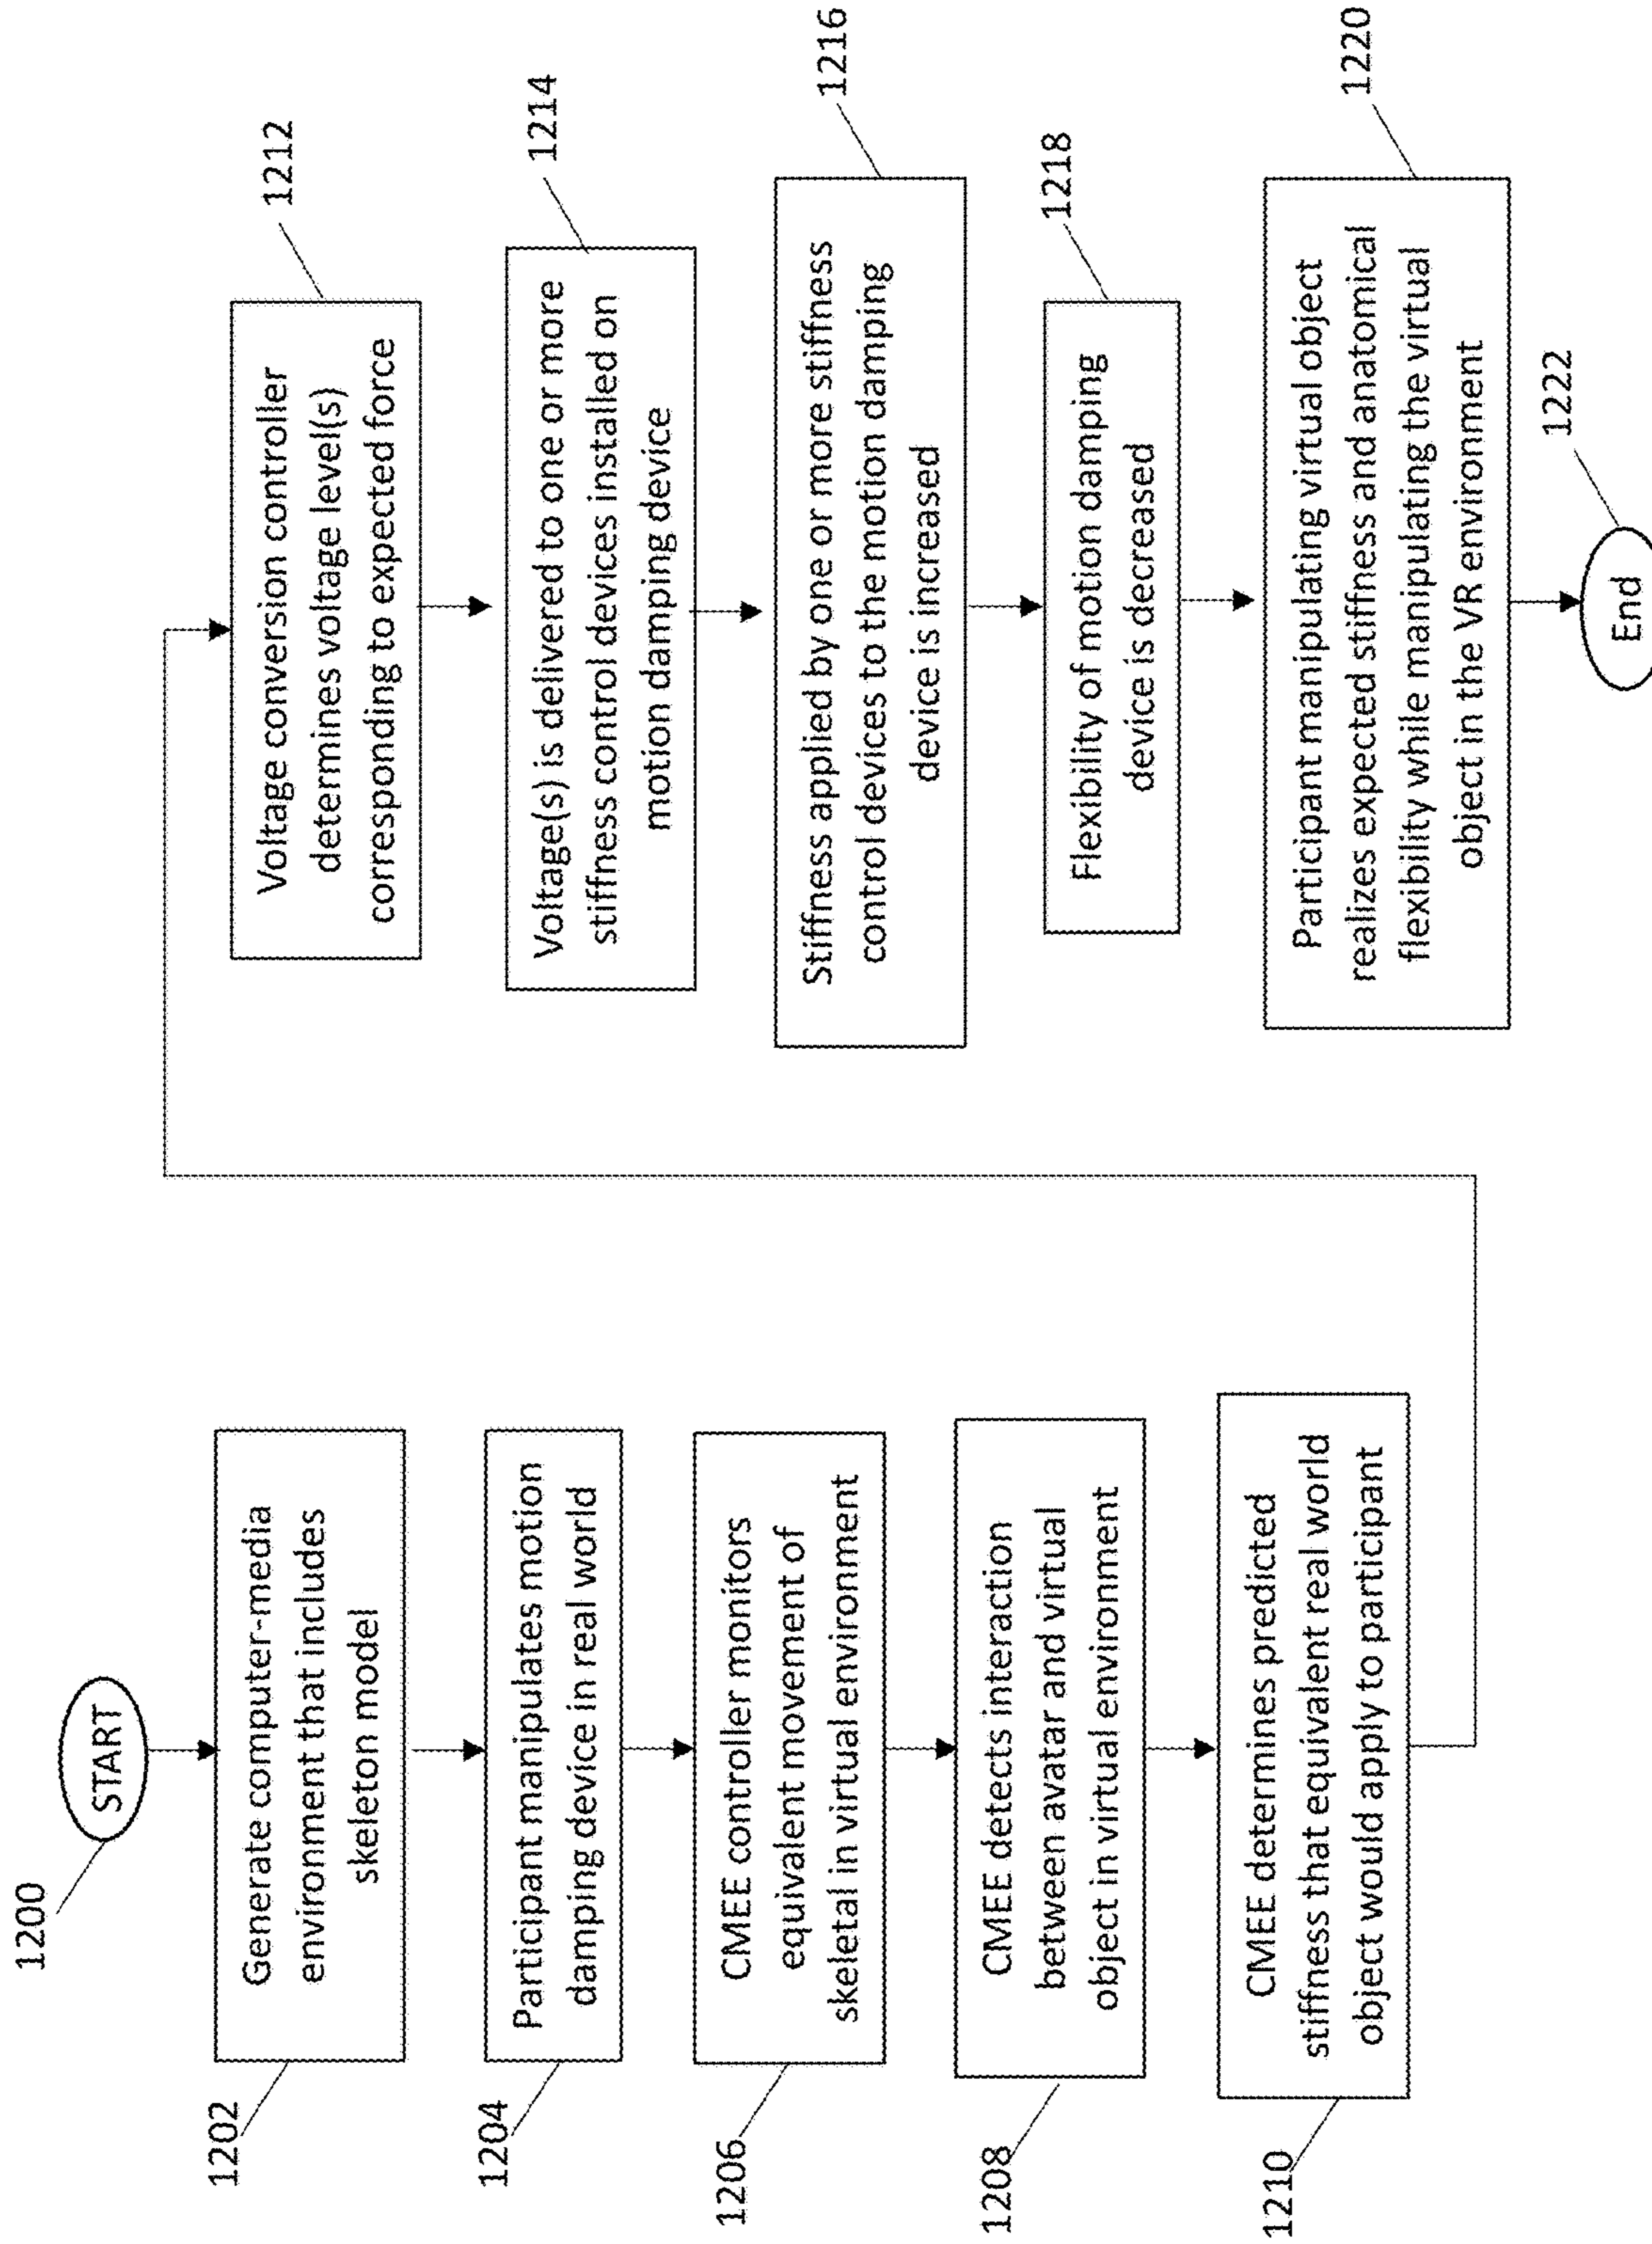 1200
START
1202
Generate computer-media
environment that includes
skeleton model
1204
Participant manipulates motion
damping device in real world
1206
CMEE controller monitors
equivalent movement of
skeletal in virtual environment
1208
CMEE detects interaction
between avatar and virtual
object in virtual environment
1210
CMEE determines predicted
stiffness that equivalent real world
object would apply to participant
1212
Voltage conversion controller
determines voltage level(s)
corresponding to expected force
1214
Voltage(s) is delivered to one or more
stiffness control devices installed on
motion damping device
1216
Stiffness applied by one or more stiffness
control devices to the motion damping
device is increased
1218
Flexibility of motion damping
device is decreased
1220
Participant manipulating virtual object
realizes expected stiffness and anatomical
flexibility while manipulating the virtual
object in the VR environment
1222
End